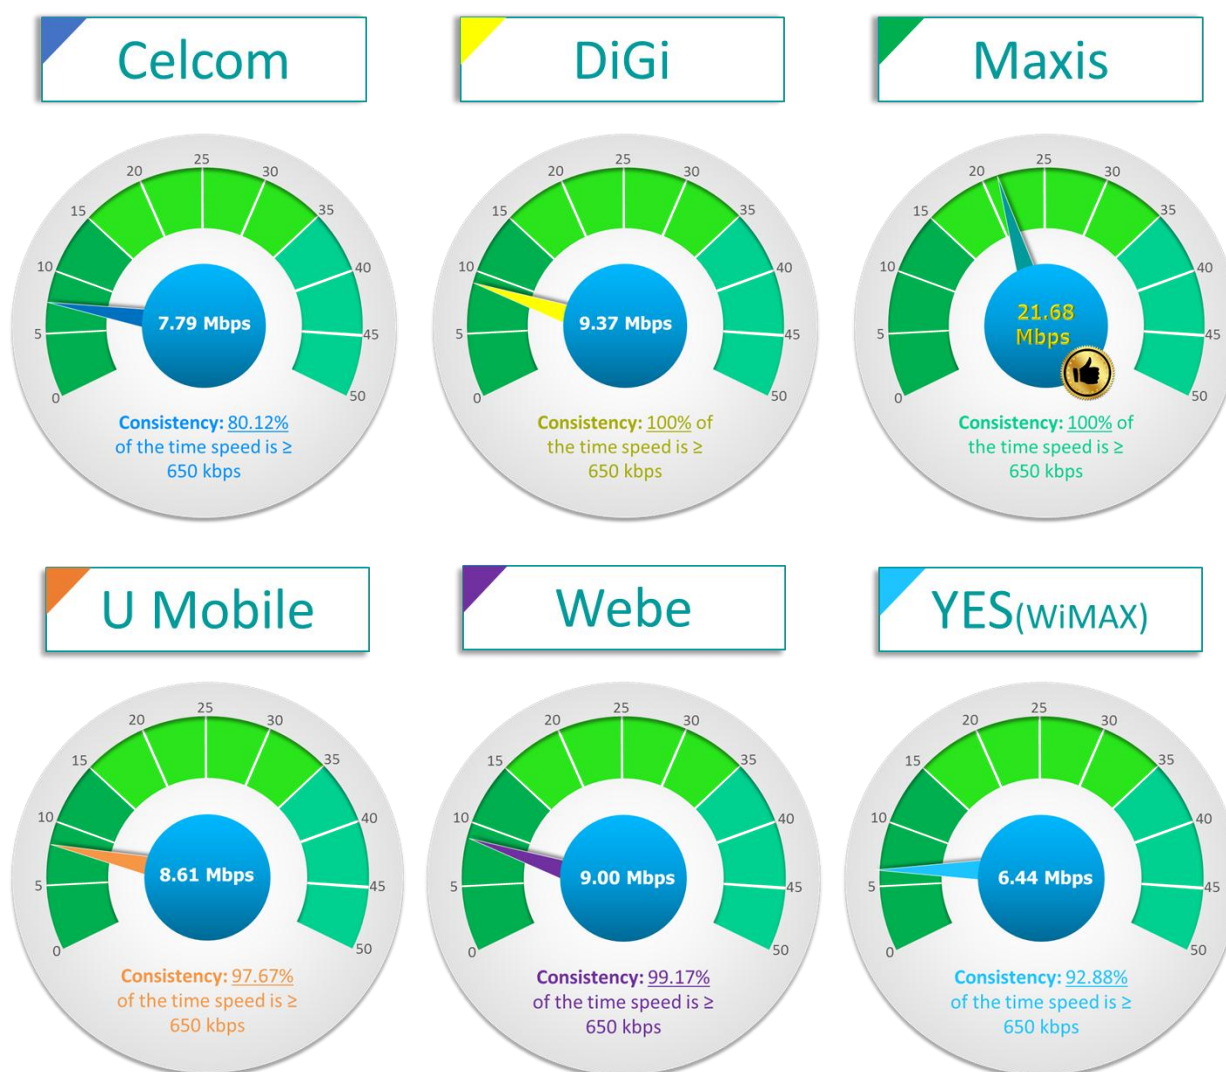 Celcom
DiGi
Maxis
0
5
10
15
20
25
30
35
40
45
50
7.79 Mbps
Consistency: 80.12%
of the time speed is ≥
650 kbps
0
5
10
15
20
25
30
35
40
45
50
9.37 Mbps
Consistency: 100% of
the time speed is ≥
650 kbps
0
5
10
15
20
25
30
35
40
45
50
21.68
Mbps
Consistency: 100% of
the time speed is ≥
650 kbps
U Mobile
Webe
YES(WiMAX)
0
5
10
15
20
25
30
35
40
45
50
8.61 Mbps
Consistency: 97.67%
of the time speed is ≥
650 kbps
0
5
10
15
20
25
30
35
40
45
50
9.00 Mbps
Consistency: 99.17%
of the time speed is ≥
650 kbps
0
5
10
15
20
25
30
35
40
45
50
6.44 Mbps
Consistency: 92.88%
of the time speed is ≥
650 kbps